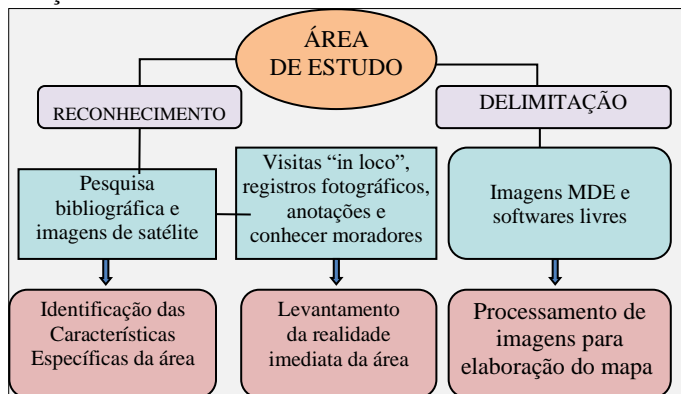 ÁREA
DE ESTUDO
RECONHECIMENTO
DELIMITAÇÃO
Pesquisa
bibliográfica e
imagens de satélite
Visitas “in loco”,
registros fotográficos,
anotações e
conhecer moradores
Imagens MDE e
softwares livres
Identificação das
Características
Específicas da área
Levantamento
da realidade
imediata da área
Processamento de
imagens para
elaboração do mapa